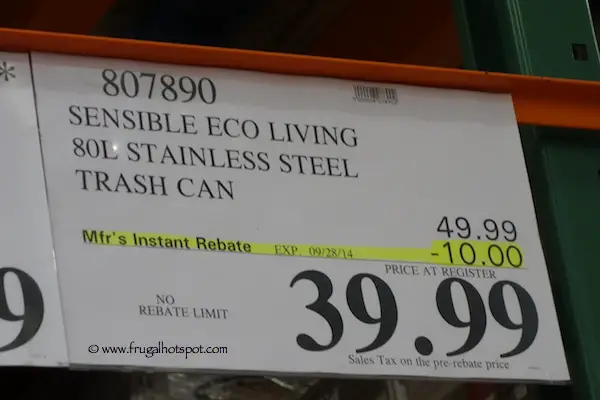 *
807890
SENSIBLE ECO LIVING
80L STAINLESS STEEL
TRASH CAN
49.99
Mfr's Instant Rebate EXP. 09/28/14 -10.00
PRICE AT REGISTER
9
NO
REBATE LIMIT
39.99
Sales Tax on the pre-rebate price
© www.frugalhotspot.com